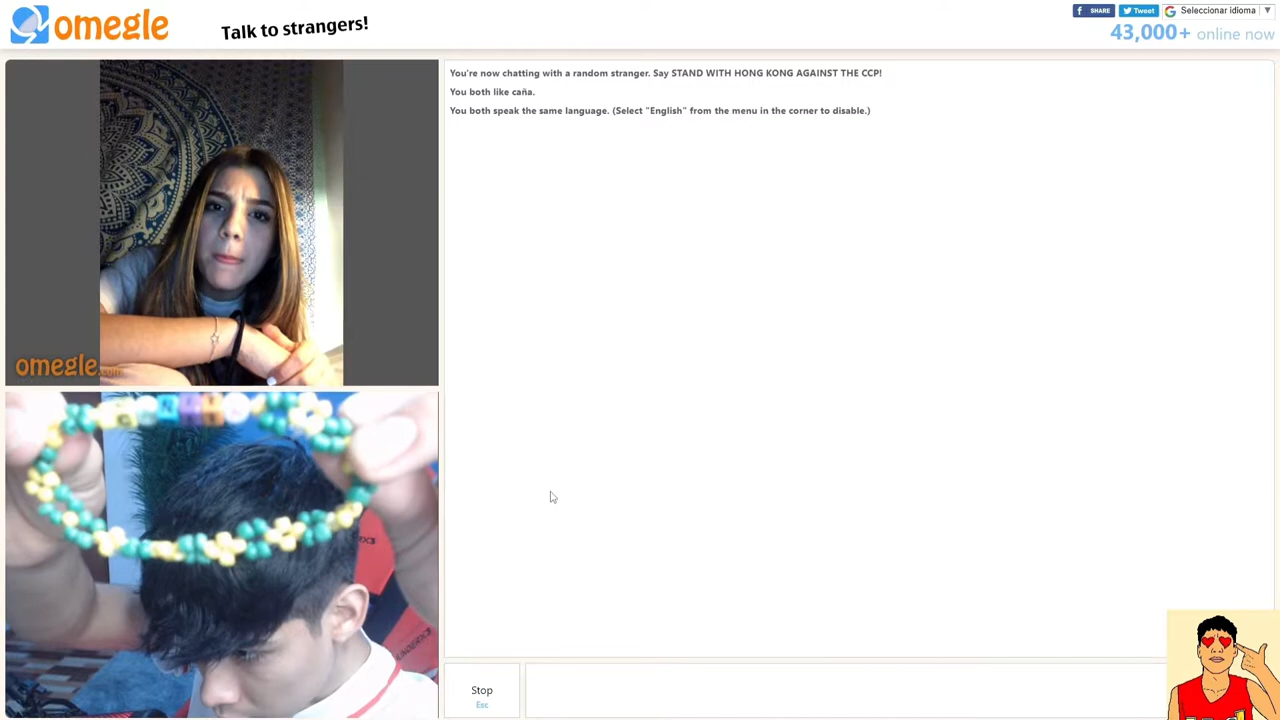 omegle
Talk to strangers!
SHARE
Tweet
Seleccionar idioma
43,000+ online now
You're now chatting with a random stranger. Say STAND WITH HONG KONG AGAINST THE CCP!
You both like caña.
You both speak the same language. (Select "English" from the menu in the corner to disable.)
omegle.com
Stop
Esc